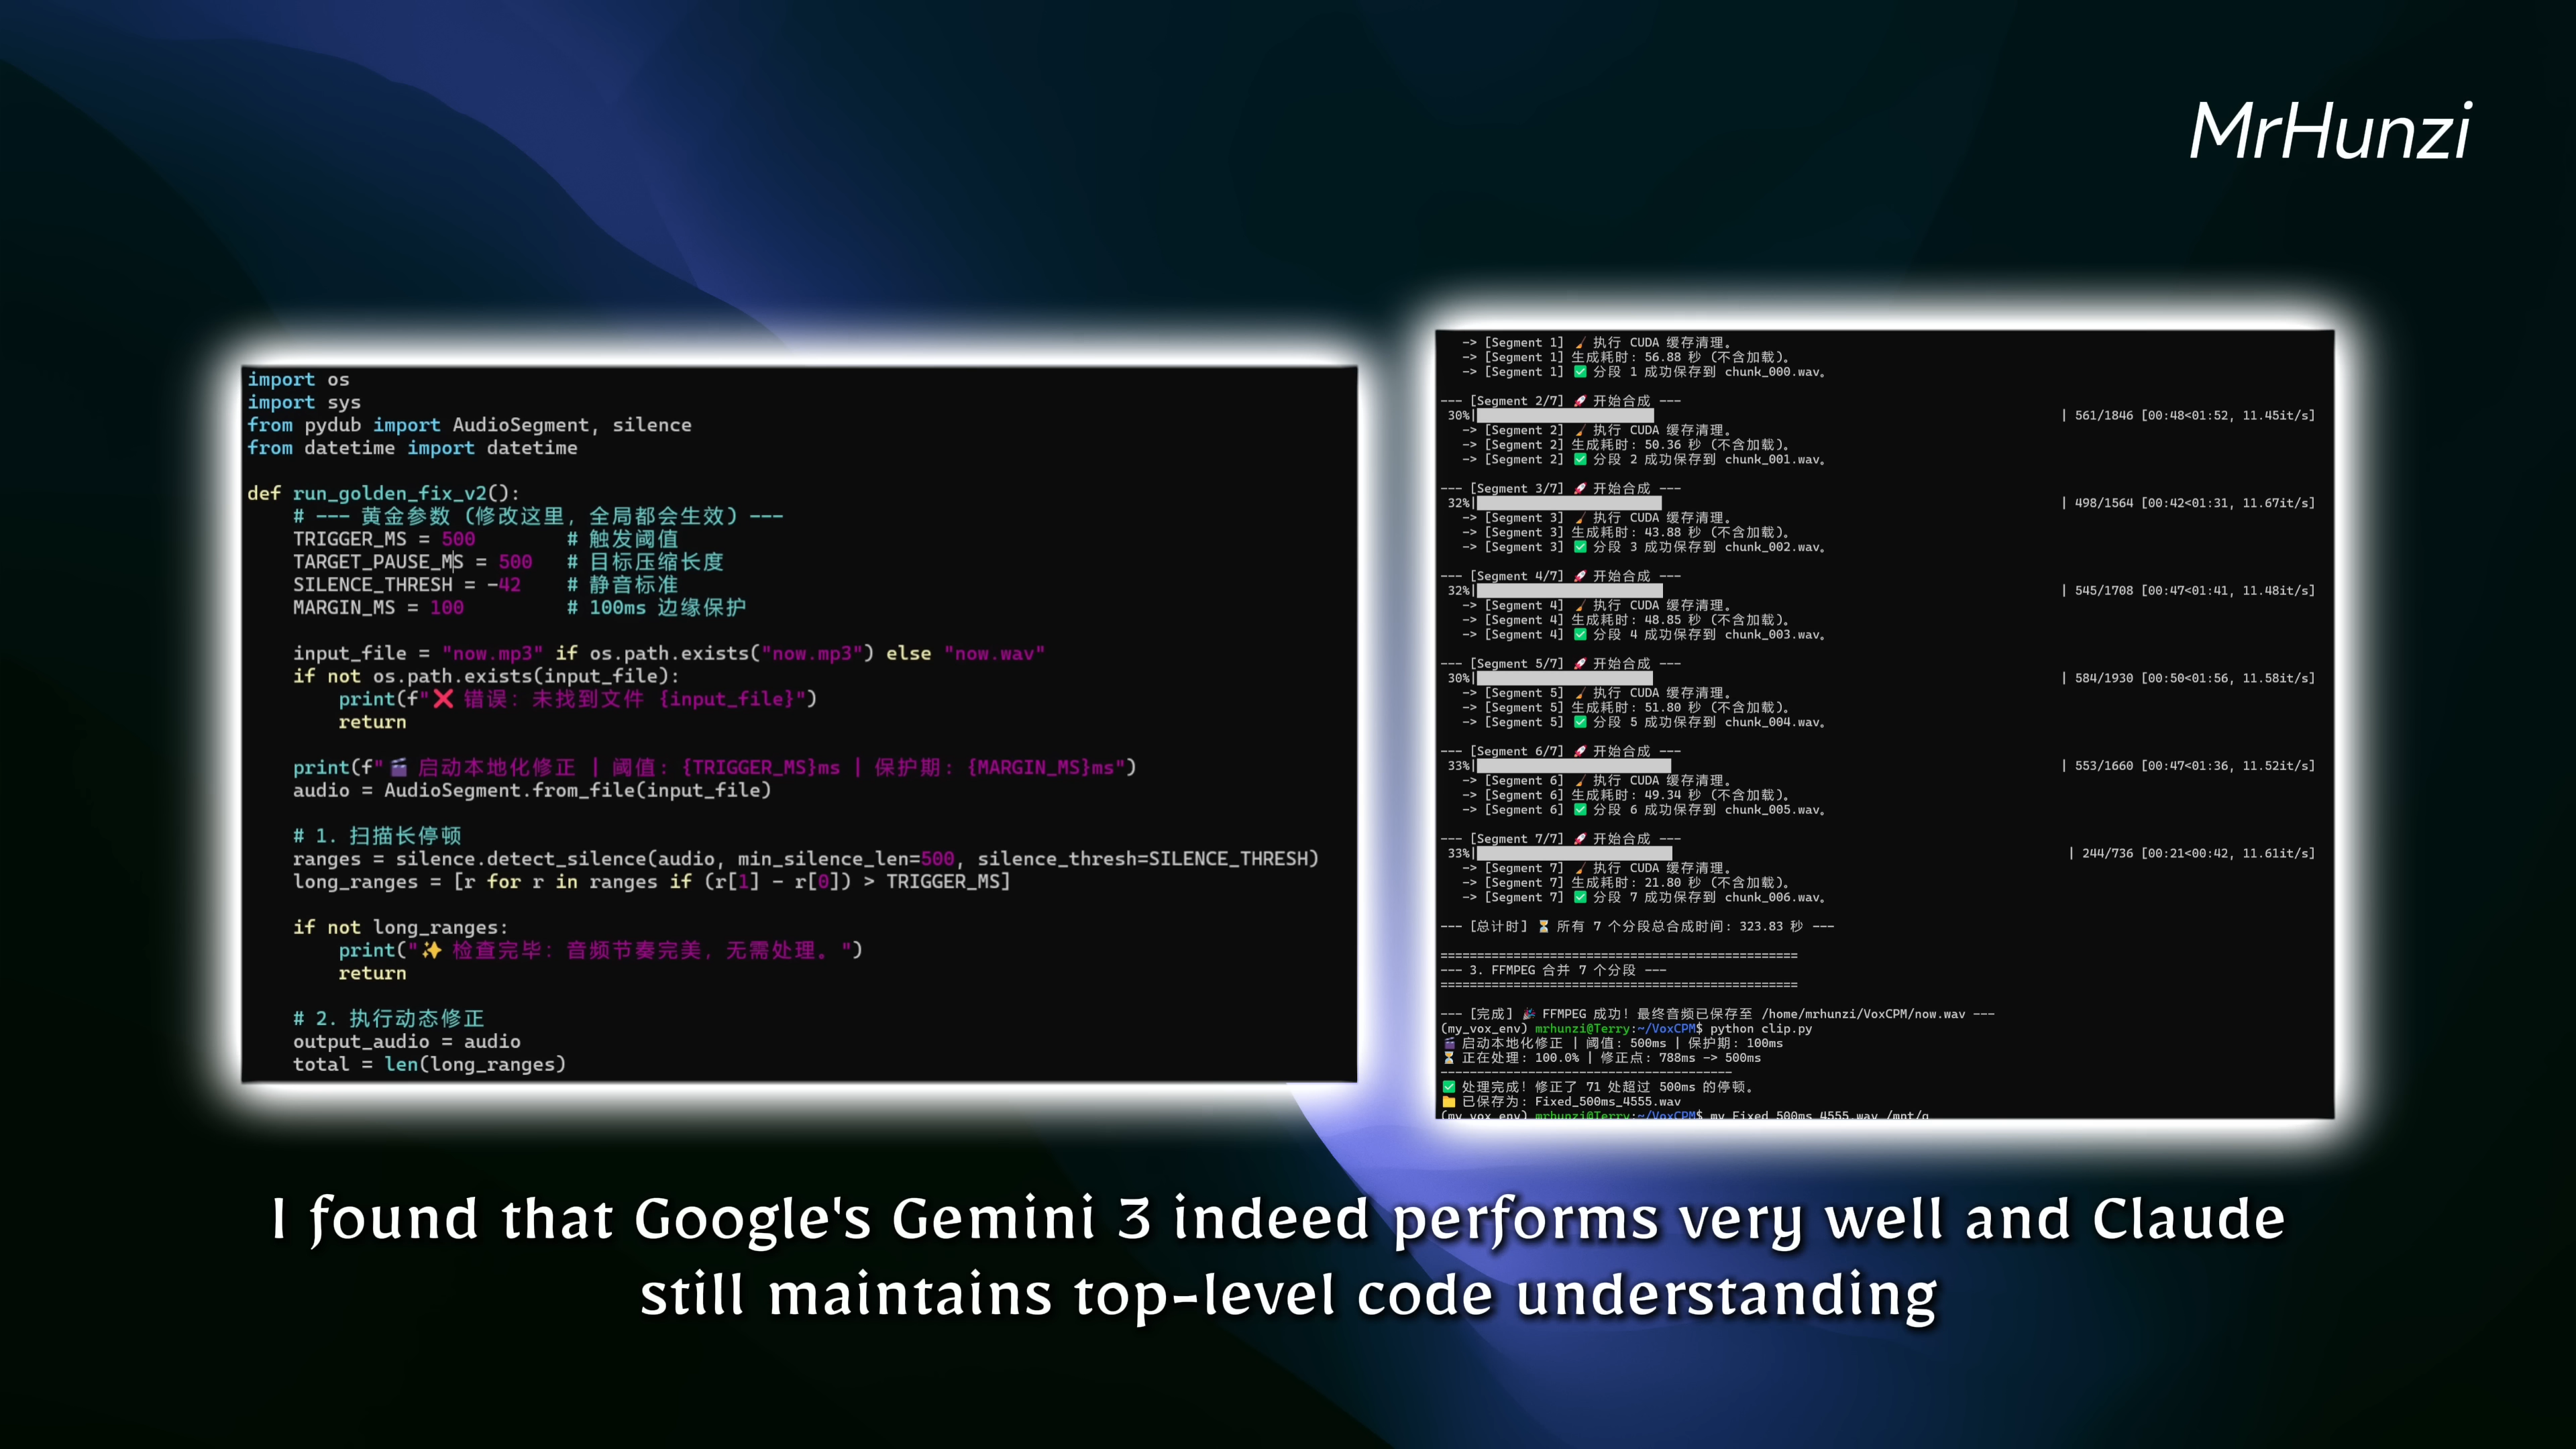 MrHunzi
import os
import sys
from pydub import AudioSegment, silence
from datetime import datetime
def run_golden_fix_v2():
# --- 黄金参数 (修改这里, 全局都会生效) ---
TRIGGER_MS = 500 # 触发阈值
TARGET_PAUSE_MS = 500 # 目标压缩长度
SILENCE_THRESH = -42 # 静音标准
MARGIN_MS = 100 # 100ms 边缘保护
input_file = "now.mp3" if os.path.exists("now.mp3") else "now.wav"
if not os.path.exists(input_file):
print(f"❌ 错误: 未找到文件 {input_file}")
return
print(f"🎬 启动本地化修正 | 阈值: {TRIGGER_MS}ms | 保护期: {MARGIN_MS}ms")
audio = AudioSegment.from_file(input_file)
# 1. 扫描长停顿
ranges = silence.detect_silence(audio, min_silence_len=500, silence_thresh=SILENCE_THRESH)
long_ranges = [r for r in ranges if (r[1] - r[0]) > TRIGGER_MS]
if not long_ranges:
print("✨ 检查完毕: 音频节奏完美, 无需处理。")
return
# 2. 执行动态修正
output_audio = audio
total = len(long_ranges)
-> [Segment 1] 🧹 执行 CUDA 缓存清理。
-> [Segment 1] 生成耗时: 56.88 秒 (不含加载)。
-> [Segment 1] ✅ 分段 1 成功保存到 chunk_000.wav。
--- [Segment 2/7] 🚀 开始合成 ---
30%| | 561/1846 [00:48<01:52, 11.45it/s]
-> [Segment 2] 🧹 执行 CUDA 缓存清理。
-> [Segment 2] 生成耗时: 50.36 秒 (不含加载)。
-> [Segment 2] ✅ 分段 2 成功保存到 chunk_001.wav。
--- [Segment 3/7] 🚀 开始合成 ---
32%| | 498/1564 [00:42<01:31, 11.67it/s]
-> [Segment 3] 🧹 执行 CUDA 缓存清理。
-> [Segment 3] 生成耗时: 43.88 秒 (不含加载)。
-> [Segment 3] ✅ 分段 3 成功保存到 chunk_002.wav。
--- [Segment 4/7] 🚀 开始合成 ---
32%| | 545/1708 [00:47<01:41, 11.48it/s]
-> [Segment 4] 🧹 执行 CUDA 缓存清理。
-> [Segment 4] 生成耗时: 48.85 秒 (不含加载)。
-> [Segment 4] ✅ 分段 4 成功保存到 chunk_003.wav。
--- [Segment 5/7] 🚀 开始合成 ---
30%| | 584/1930 [00:50<01:56, 11.58it/s]
-> [Segment 5] 🧹 执行 CUDA 缓存清理。
-> [Segment 5] 生成耗时: 51.80 秒 (不含加载)。
-> [Segment 5] ✅ 分段 5 成功保存到 chunk_004.wav。
--- [Segment 6/7] 🚀 开始合成 ---
33%| | 553/1660 [00:47<01:36, 11.52it/s]
-> [Segment 6] 🧹 执行 CUDA 缓存清理。
-> [Segment 6] 生成耗时: 49.34 秒 (不含加载)。
-> [Segment 6] ✅ 分段 6 成功保存到 chunk_005.wav。
--- [Segment 7/7] 🚀 开始合成 ---
33%| | 244/736 [00:21<00:42, 11.61it/s]
-> [Segment 7] 🧹 执行 CUDA 缓存清理。
-> [Segment 7] 生成耗时: 21.80 秒 (不含加载)。
-> [Segment 7] ✅ 分段 7 成功保存到 chunk_006.wav。
--- [总计时] ⏳ 所有 7 个分段总合成时间: 323.83 秒 ---
=================================================
--- 3. FFMPEG 合并 7 个分段 ---
=================================================
--- [完成] 🎉 FFMPEG 成功! 最终音频已保存至 /home/mrhunzi/VoxCPM/now.wav ---
(my_vox_env) mrhunzi@Terry:~/VoxCPM$ python clip.py
🎬 启动本地化修正 | 阈值: 500ms | 保护期: 100ms
⏳ 正在处理: 100.0% | 修正点: 788ms -> 500ms
----------------------------------------
✅ 处理完成! 修正了 71 处超过 500ms 的停顿。
📁 已保存为: Fixed_500ms_4555.wav
(my_vox_env) mrhunzi@Terry:~/VoxCPM$ mv Fixed_500ms_4555.wav /mnt/g
I found that Google's Gemini 3 indeed performs very well and Claude
still maintains top-level code understanding